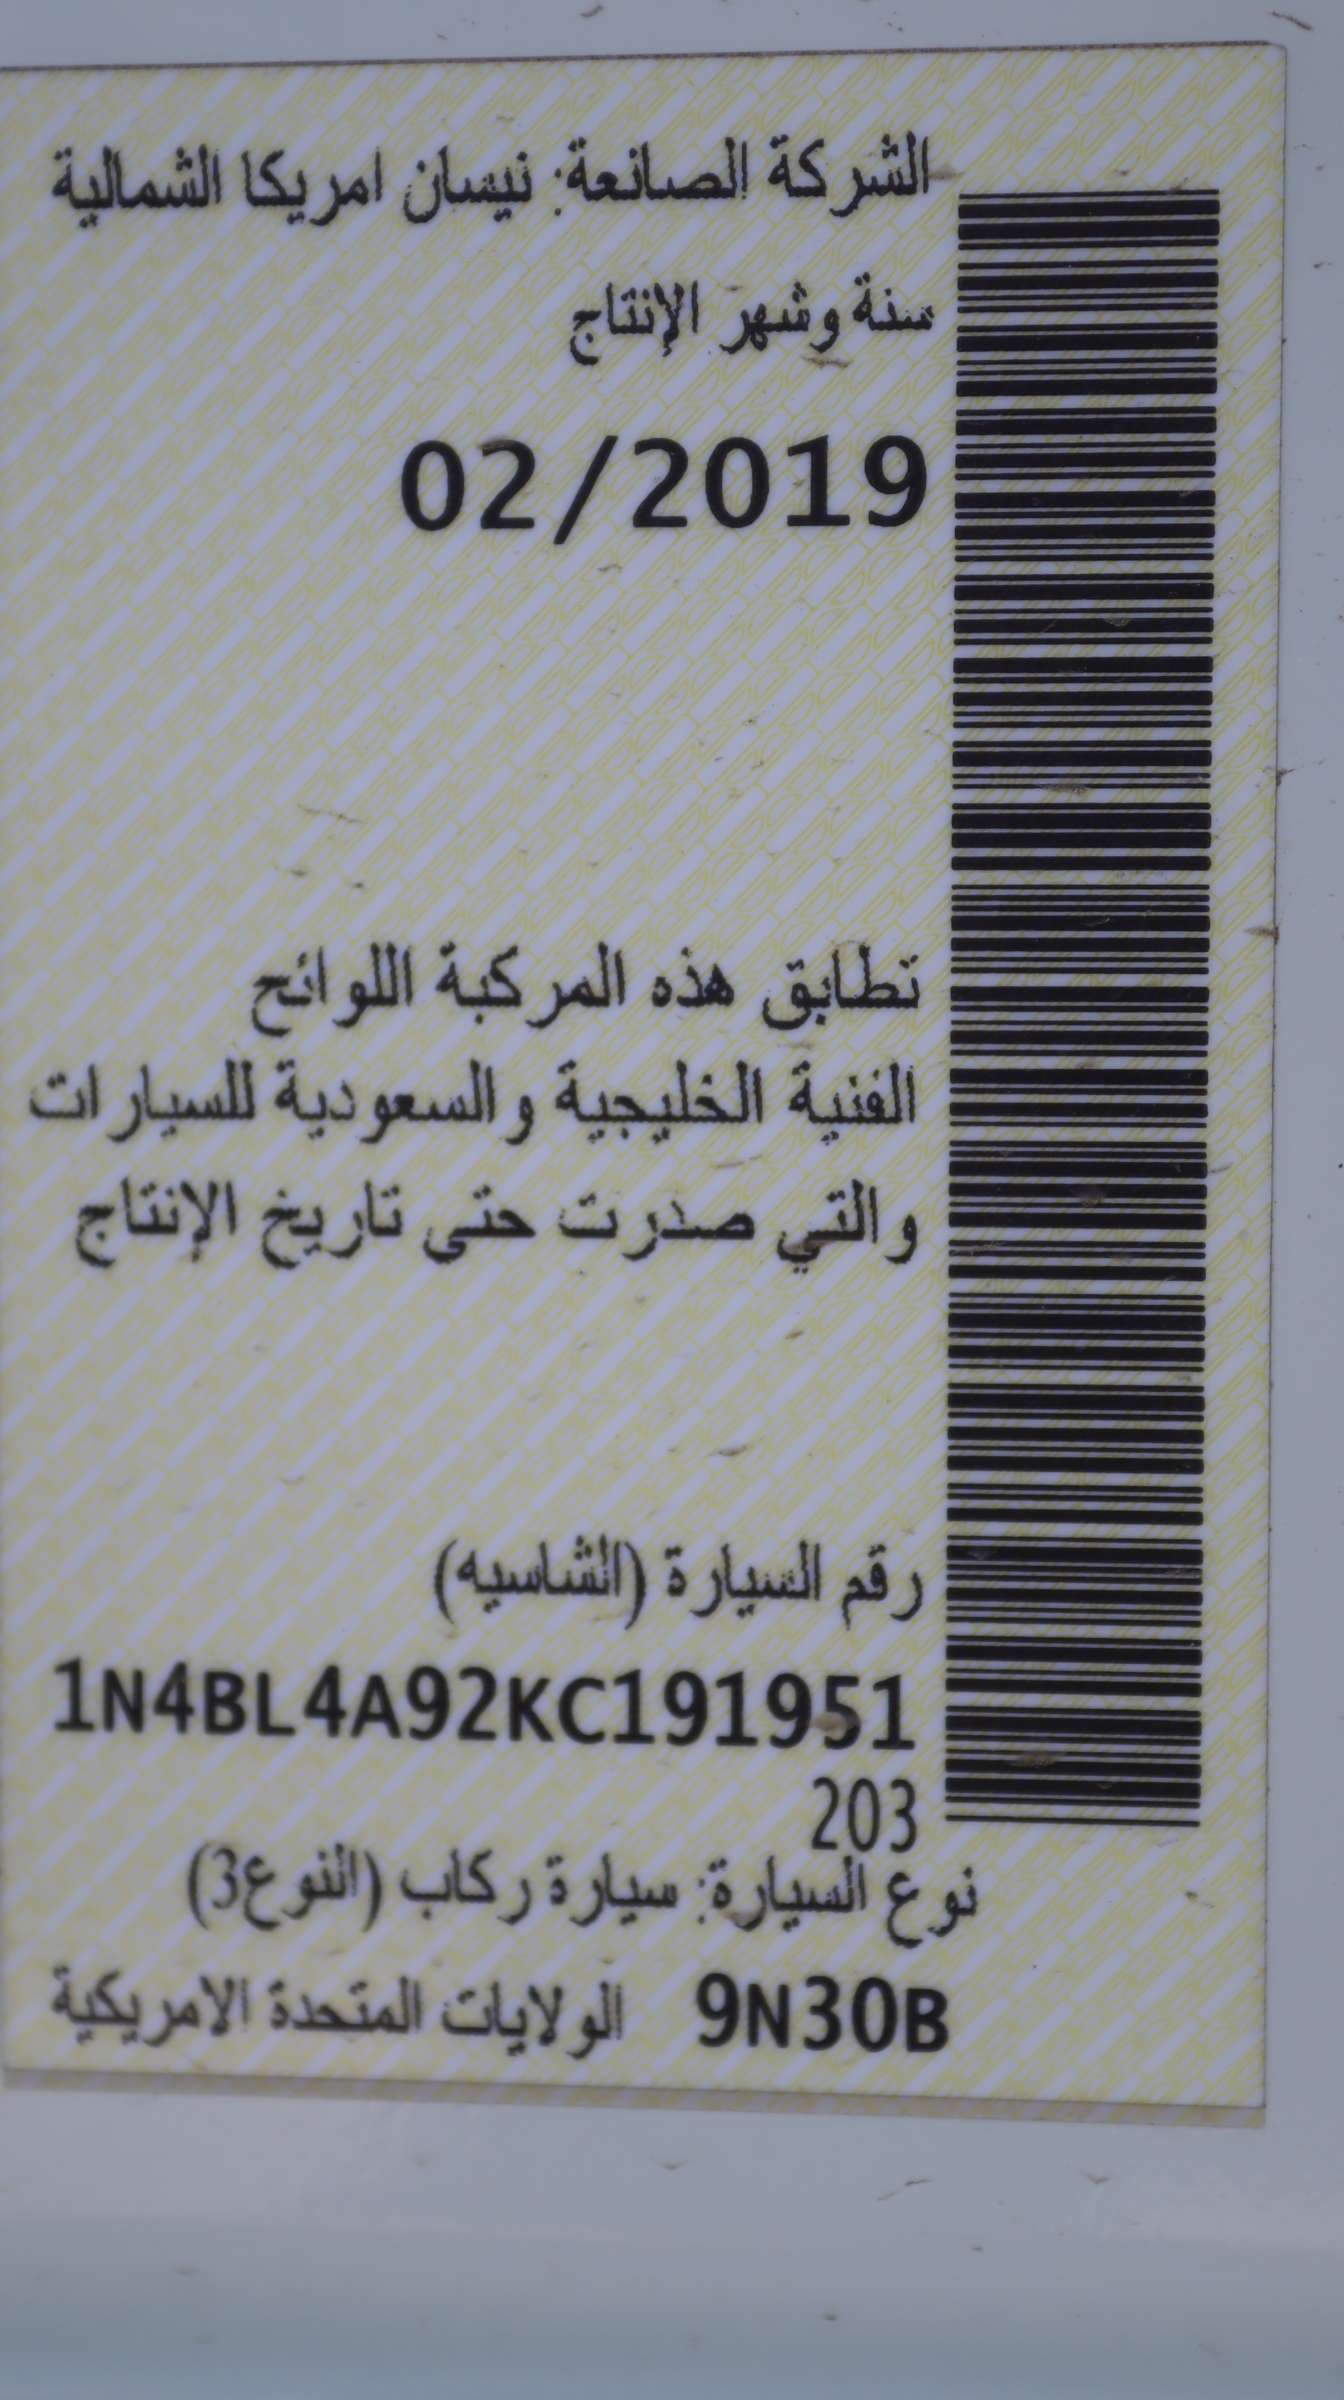 الشركة الصانعة: نيسان امريكا الشمالية
سنة وشهر الإنتاج
02/2019
تطابق هذه المركبة اللوائح
الفنية الخليجية والسعودية للسيارات
والتي صدرت حتى تاريخ الإنتاج
رقم السيارة (الشاسيه)
1N4BL4A92KC191951
203
نوع السيارة: سيارة ركاب (النوع3)
9N30B الولايات المتحدة الامريكية